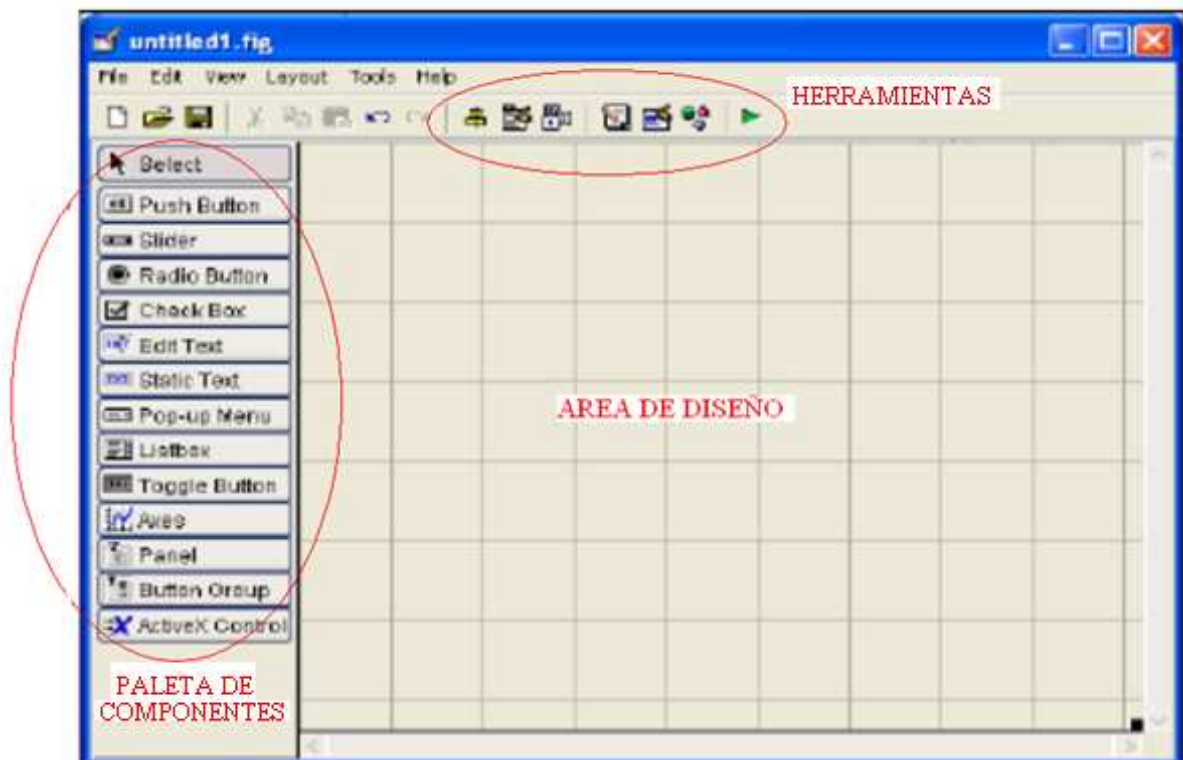 untitled1.fig
File Edit View Layout Tools Help
HERRAMIENTAS
Select
Push Button
Slider
Radio Button
Check Box
Edit Text
Static Text
Pop-up Menu
Listbox
Toggle Button
Axes
Panel
Button Group
ActiveX Control
AREA DE DISEÑO
PALETA DE
COMPONENTES